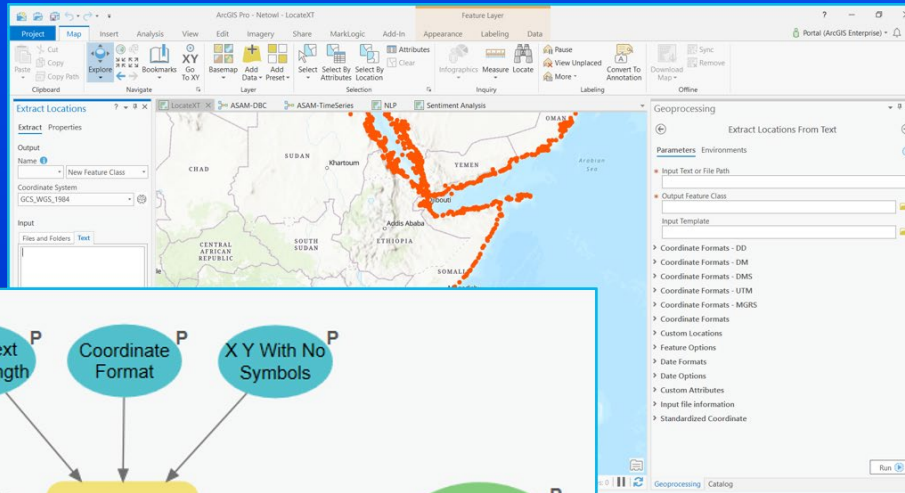 ArcGIS Pro - Netowl - LocateXT
Feature Layer
Project Map Insert Analysis View Edit Imagery Share MarkLogic Add-In Appearance Labeling Data
Portal (ArcGIS Enterprise)
Paste
Cut
Copy
Copy Path
Clipboard
Explore
Bookmarks
Go To XY
Navigate
Basemap
Add Data
Add Preset
Layer
Select
Select By Attributes
Select By Location
Attributes
Clear
Selection
Infographics
Measure
Locate
Inquiry
Pause
View Unplaced
More
Convert To Annotation
Labeling
Download Map
Sync
Remove
Offline
Extract Locations
Extract Properties
Output
Name
New Feature Class
Coordinate System
GCS_WGS_1984
Input
Files and Folders Text
LocateXT ASAM-DBC ASAM-TimeSeries NLP Sentiment Analysis
OMAN
CHAD
SUDAN
Khartoum
YEMEN
Arabian
Sea
Addis Ababa
ETHIOPIA
CENTRAL
AFRICAN
REPUBLIC
SOUTH
SUDAN
Geoprocessing
Extract Locations From Text
Parameters Environments
Input Text or File Path
Output Feature Class
Input Template
Coordinate Formats - DD
Coordinate Formats - DM
Coordinate Formats - DMS
Coordinate Formats - UTM
Coordinate Formats - MGRS
Coordinate Formats
Custom Locations
Feature Options
Date Formats
Date Options
Custom Attributes
Input file information
Standardized Coordinate
Run
Geoprocessing Catalog
P
Coordinate
Format
P
X Y With No
Symbols
P
P